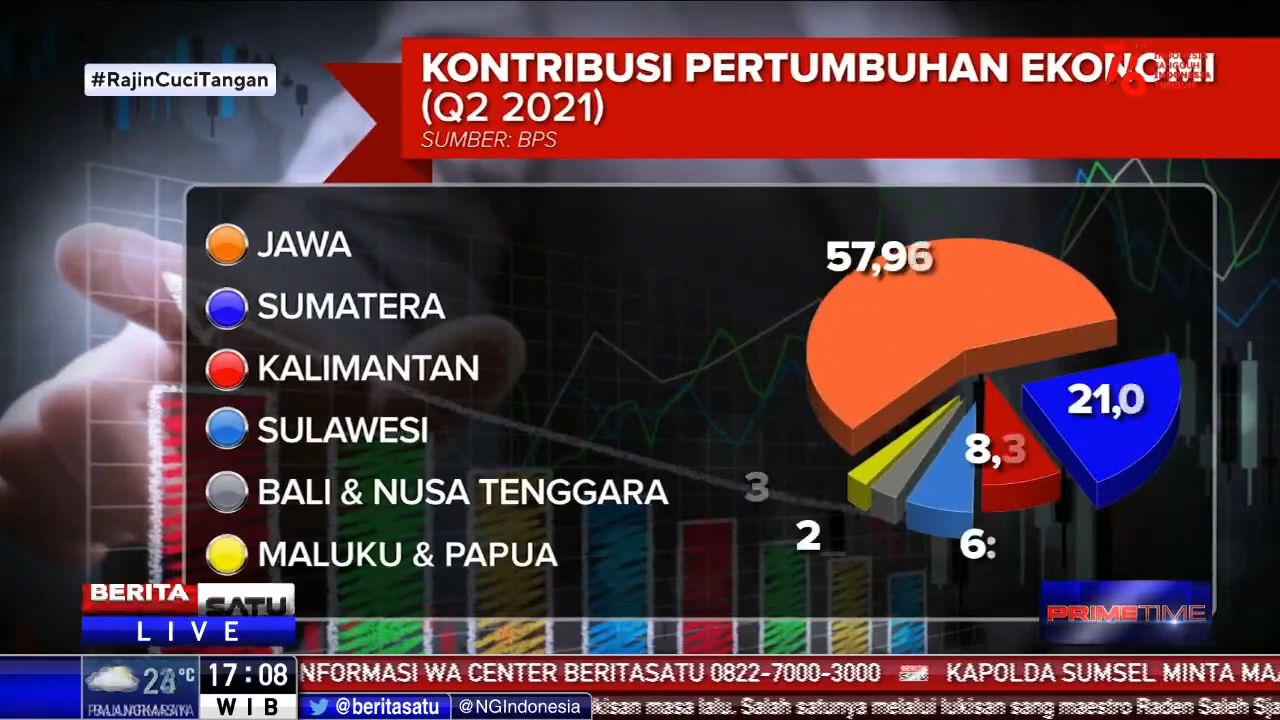 #RajinCuciTangan
KONTRIBUSI PERTUMBUHAN EKONOMI
(Q2 2021)
SUMBER: BPS
JAWA
SUMATERA
KALIMANTAN
SULAWESI
BALI & NUSA TENGGARA
MALUKU & PAPUA
57,96
21,0
8,3
6:
2
3
BERITA
SATU
LIVE
PRIMETIME
17:08
WIB
NFORMASI WA CENTER BERITASATU 0822-7000-3000
KAPOLDA SUMSEL MINTA MA
@beritasatu
@NGIndonesia